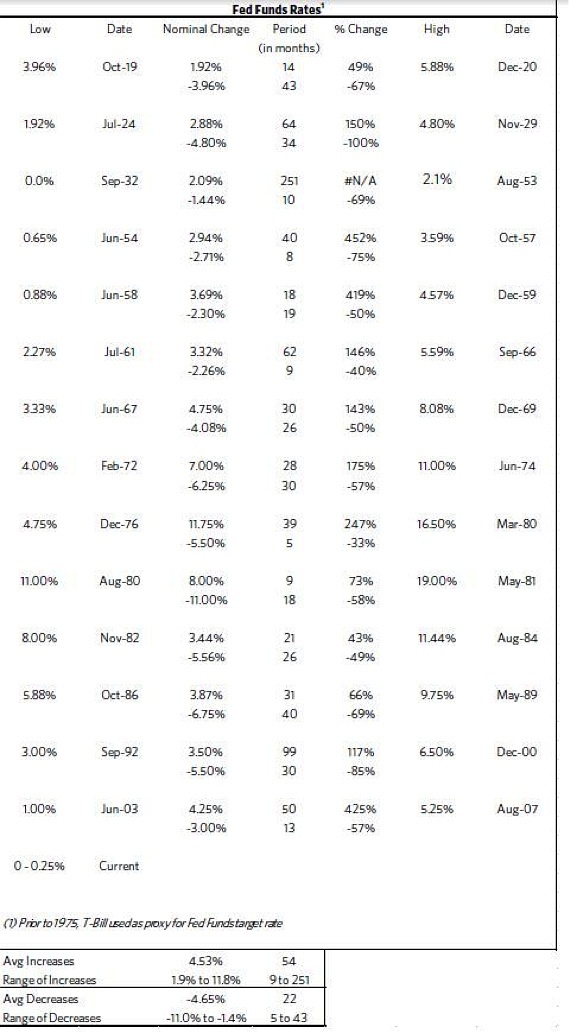 Fed Funds Rates¹
Low Date Nominal Change Period % Change High Date
(in months)
3.96% Oct-19 1.92% 14 49% 5.88% Dec-20
-3.96% 43 -67%
1.92% Jul-24 2.88% 64 150% 4.80% Nov-29
-4.80% 34 -100%
0.0% Sep-32 2.09% 251 #N/A 2.1% Aug-53
-1.44% 10 -69%
0.65% Jun-54 2.94% 40 452% 3.59% Oct-57
-2.71% 8 -75%
0.88% Jun-58 3.69% 18 419% 4.57% Dec-59
-2.30% 19 -50%
2.27% Jul-61 3.32% 62 146% 5.59% Sep-66
-2.26% 9 -40%
3.33% Jun-67 4.75% 30 143% 8.08% Dec-69
-4.08% 26 -50%
4.00% Feb-72 7.00% 28 175% 11.00% Jun-74
-6.25% 30 -57%
4.75% Dec-76 11.75% 39 247% 16.50% Mar-80
-5.50% 5 -33%
11.00% Aug-80 8.00% 9 73% 19.00% May-81
-11.00% 18 -58%
8.00% Nov-82 3.44% 21 43% 11.44% Aug-84
-5.56% 26 -49%
5.88% Oct-86 3.87% 31 66% 9.75% May-89
-6.75% 40 -69%
3.00% Sep-92 3.50% 99 117% 6.50% Dec-00
-5.50% 30 -85%
1.00% Jun-03 4.25% 50 425% 5.25% Aug-07
-3.00% 13 -57%
0 - 0.25% Current
(1) Prior to 1975, T-Bill used as proxy for Fed Funds target rate
Avg Increases 4.53% 54
Range of Increases 1.9% to 11.8% 9 to 251
Avg Decreases -4.65% 22
Range of Decreases -11.0% to -1.4% 5 to 43